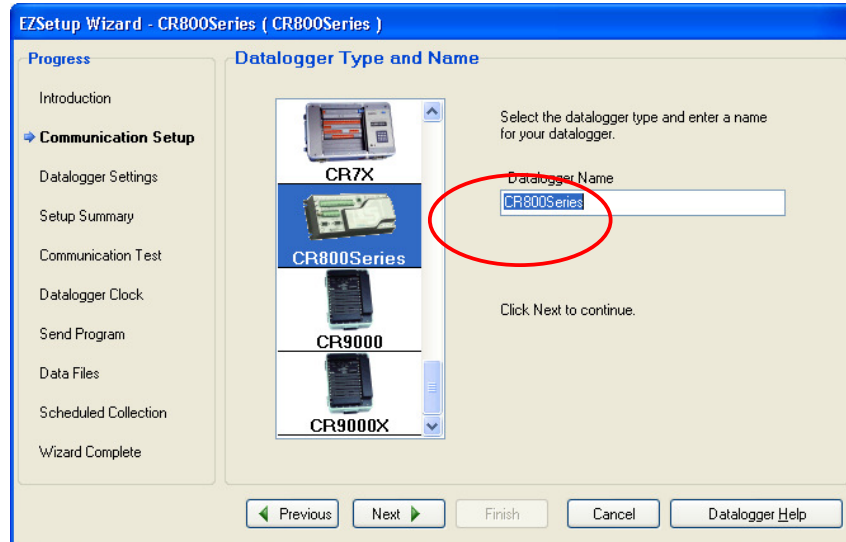 EZSetup Wizard - CR800Series ( CR800Series )
Progress
Introduction
Communication Setup
Datalogger Settings
Setup Summary
Communication Test
Datalogger Clock
Send Program
Data Files
Scheduled Collection
Wizard Complete
Datalogger Type and Name
CR7X
CR800Series
CR9000
CR9000X
Select the datalogger type and enter a name
for your datalogger.
Datalogger Name
CR800Series
Click Next to continue.
Previous
Next
Finish
Cancel
Datalogger Help